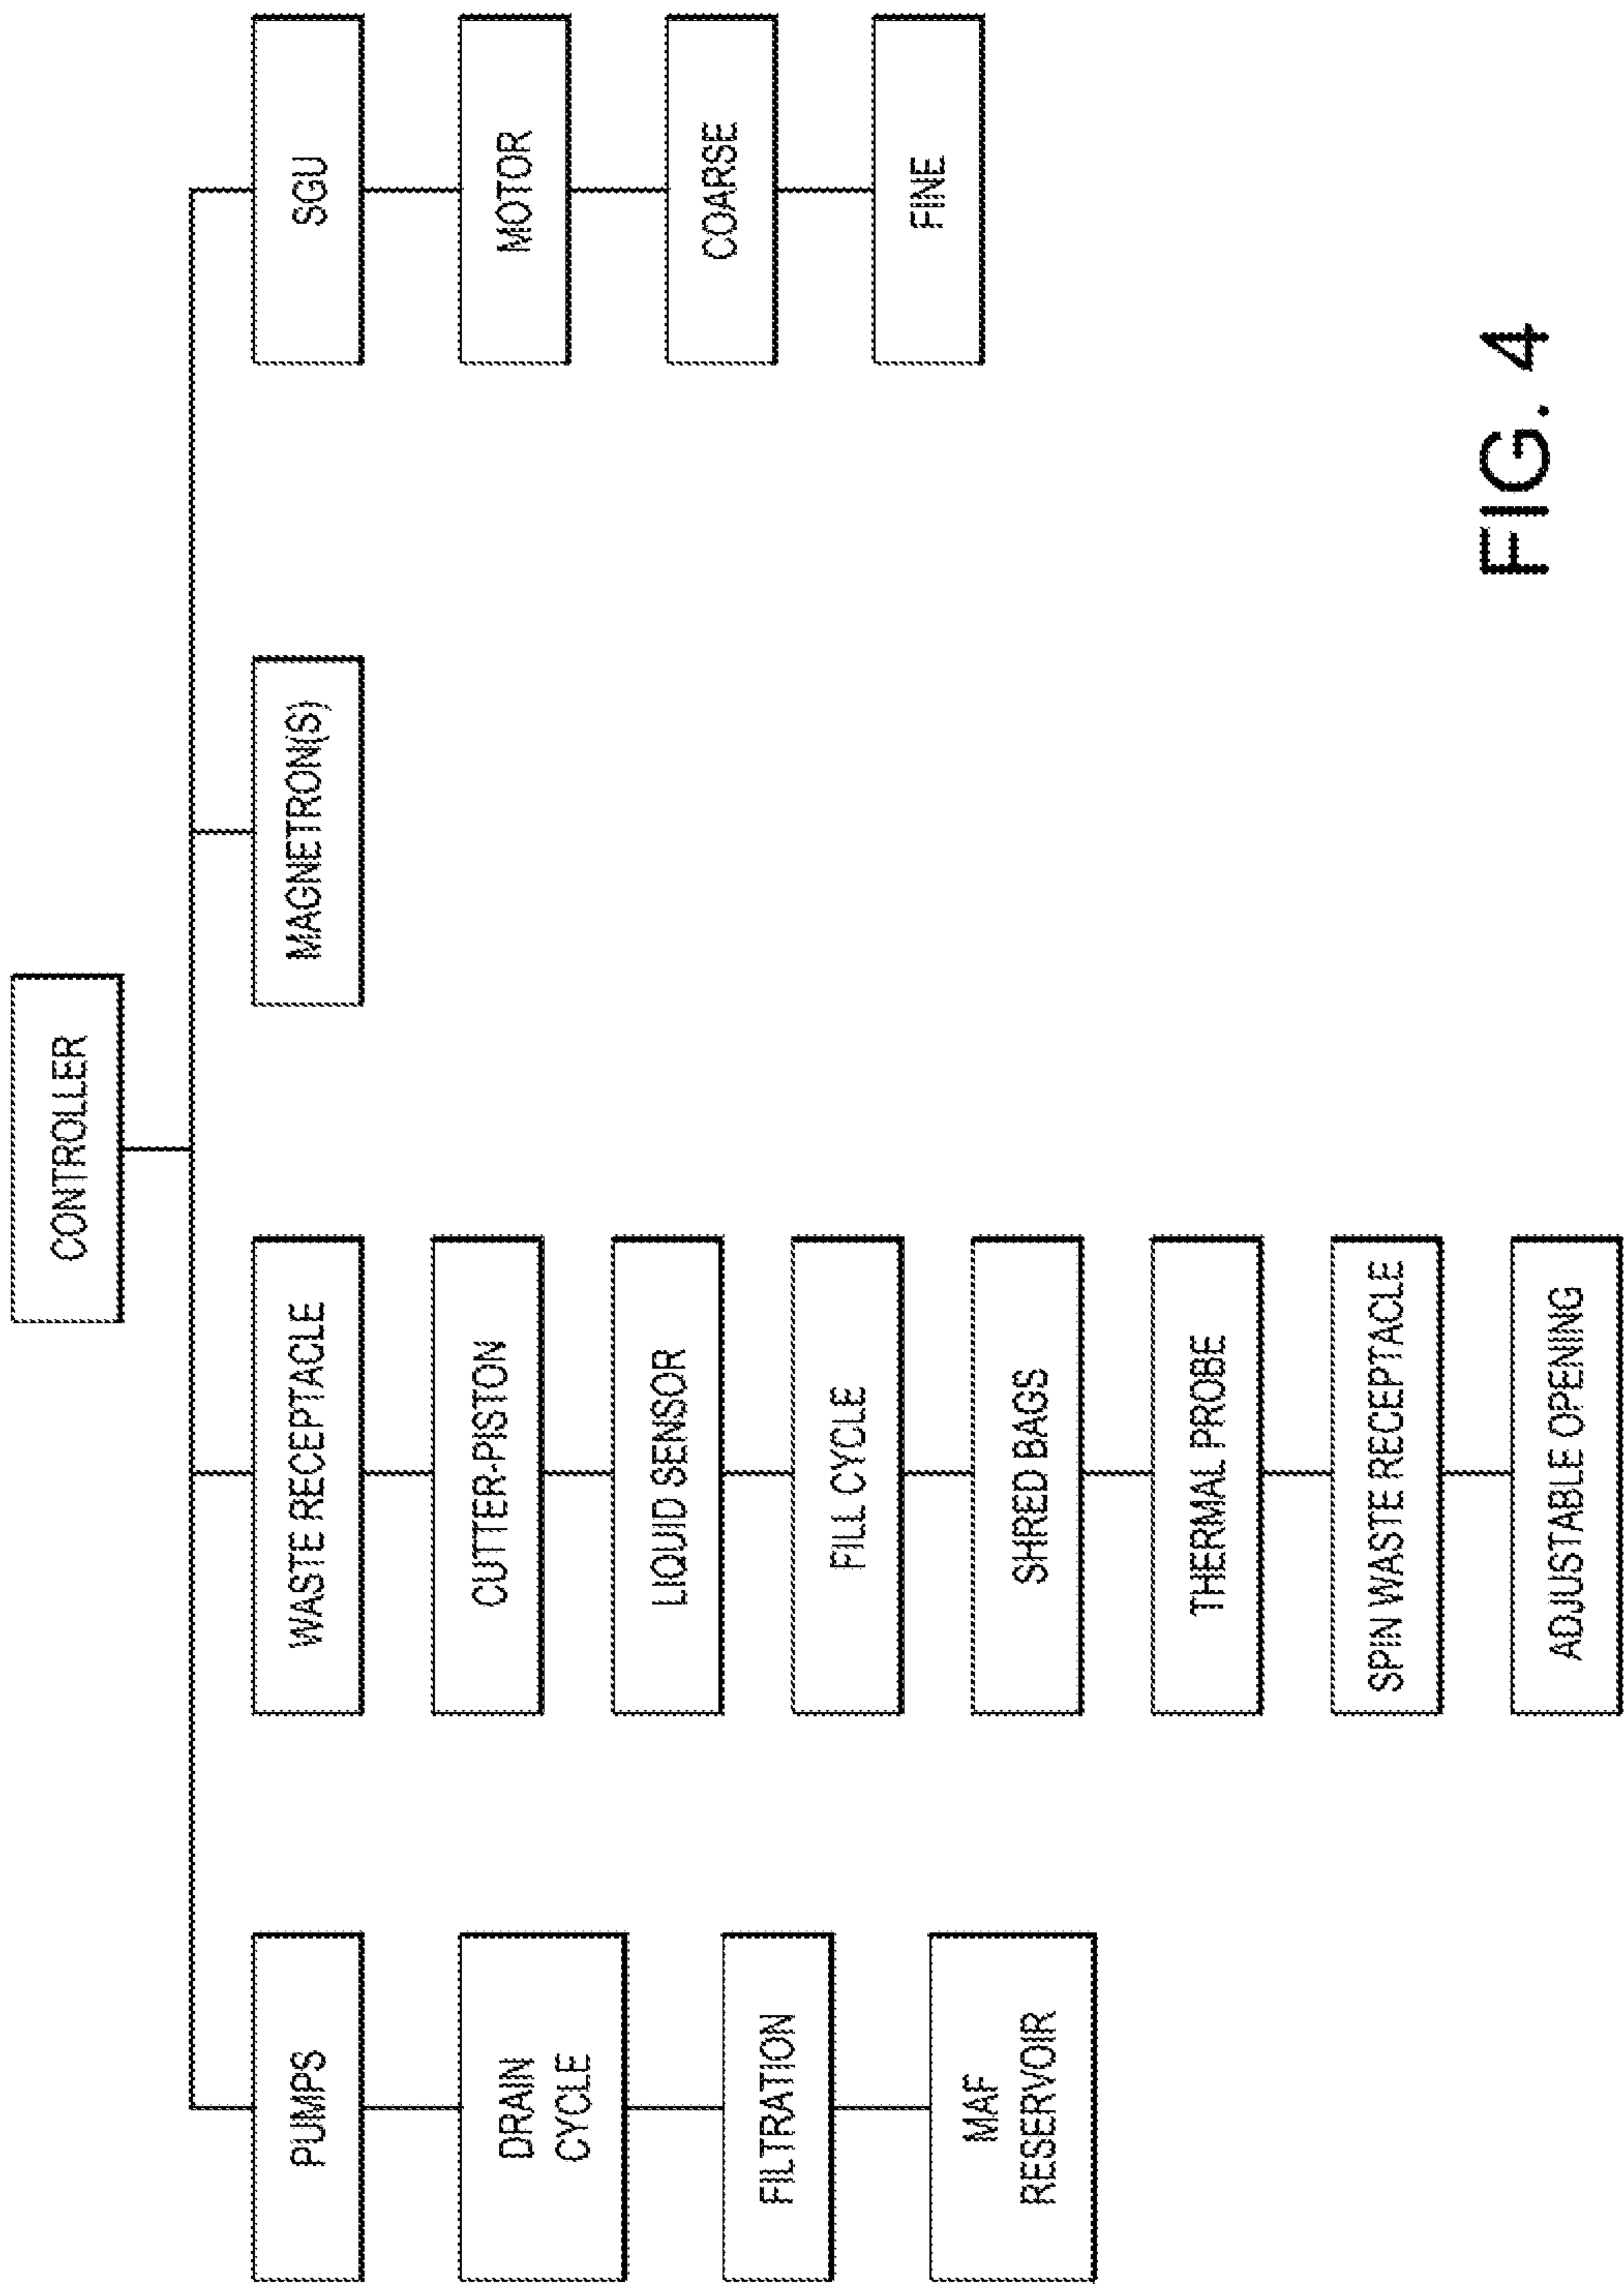 CONTROLLER
PUMPS
DRAIN
CYCLE
FILTRATION
MAF
RESERVOIR
WASTE RECEPTACLE
CUTTER-PISTON
LIQUID SENSOR
FILL CYCLE
SHRED BAGS
THERMAL PROBE
SPIN WASTE RECEPTACLE
ADJUSTABLE OPENING
MAGNETRON(S)
SGU
MOTOR
COARSE
FINE
FIG. 4